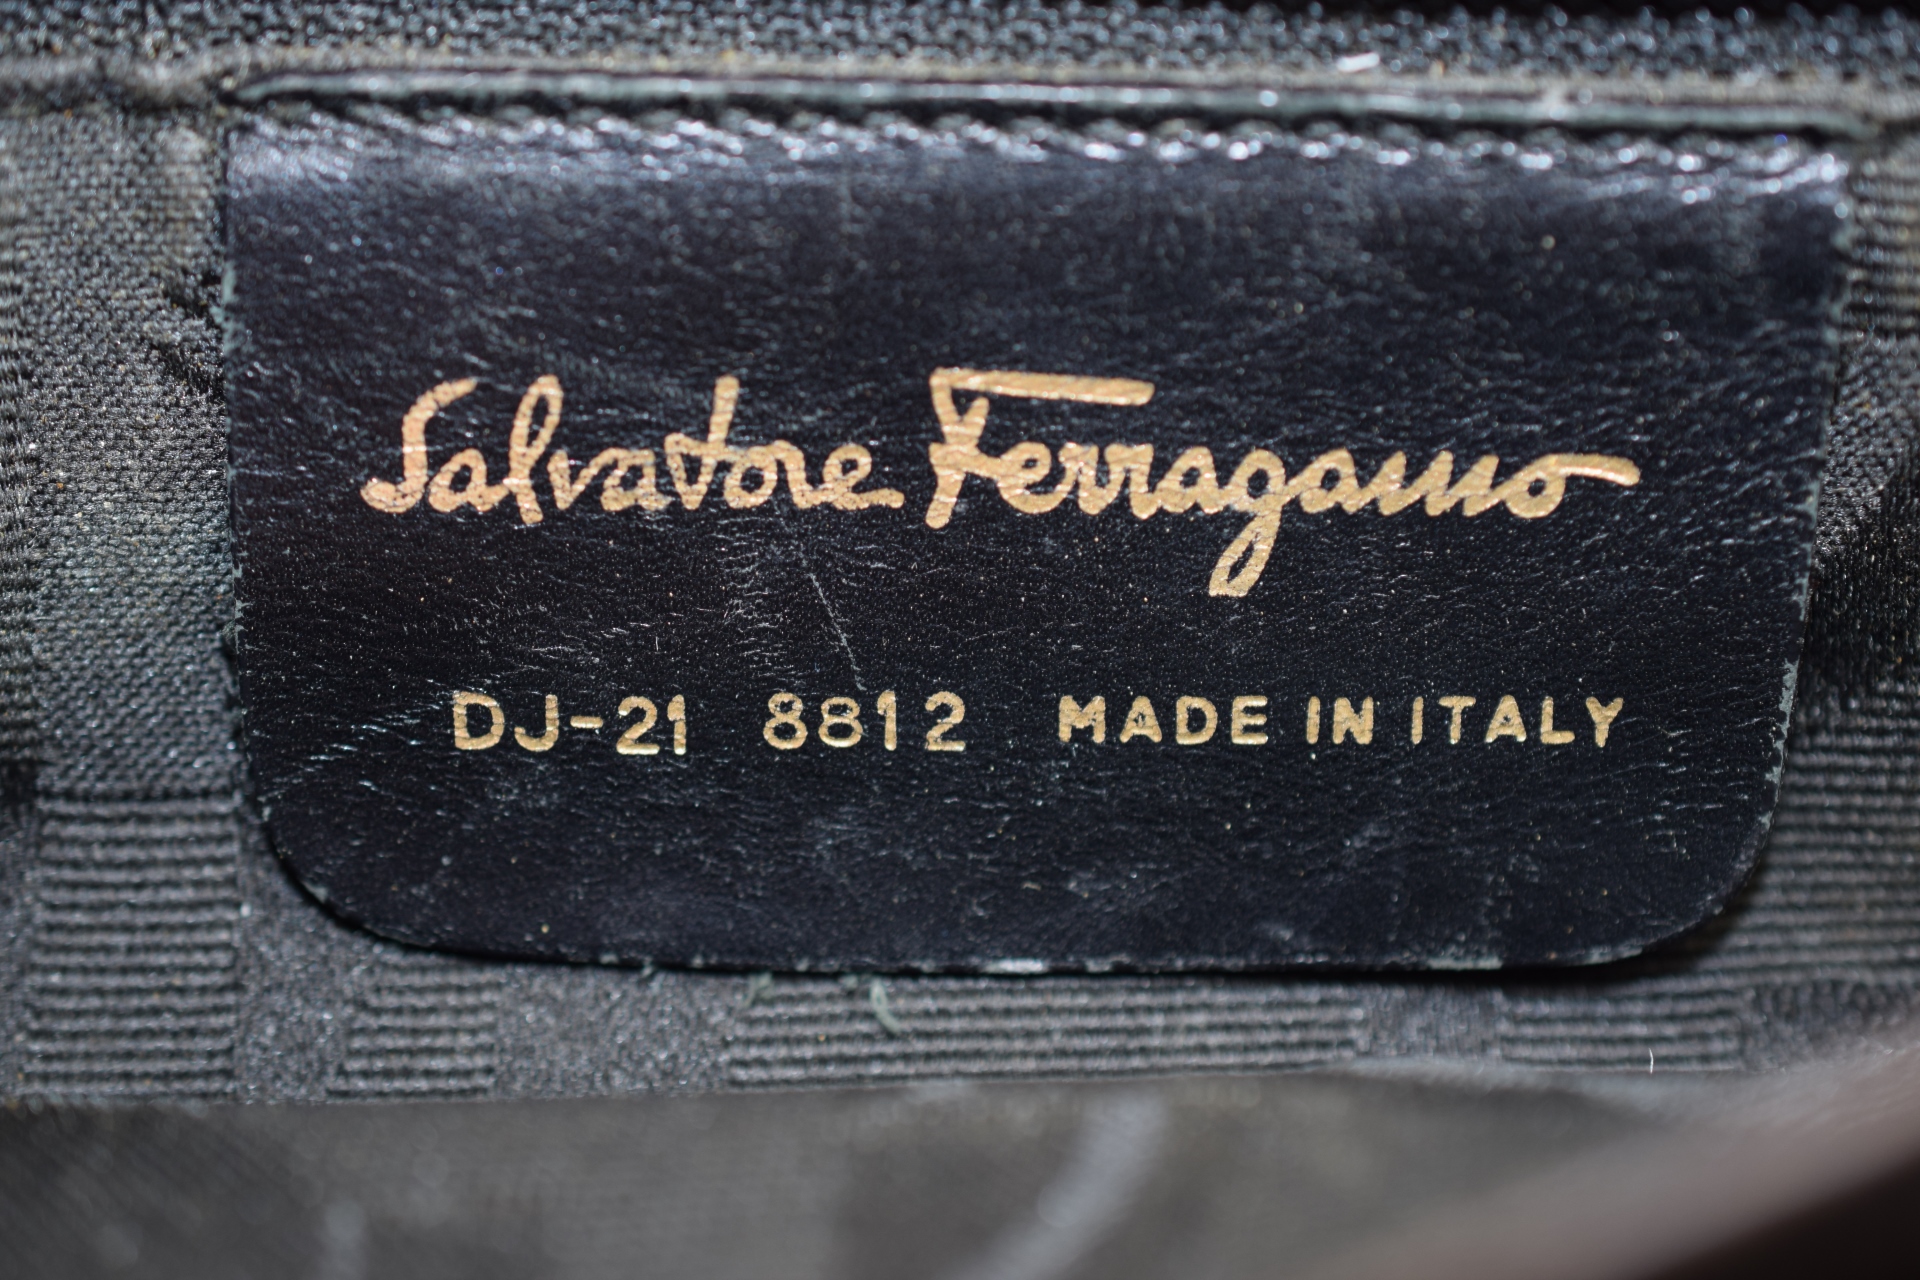 Salvatore Ferragamo
DJ-21 8812 MADE IN ITALY